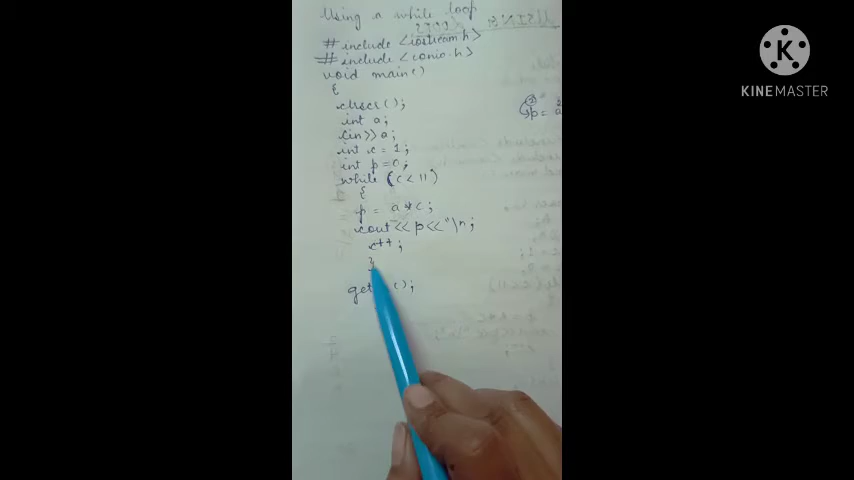 Using a while loop
# include <iostream.h>
# include <conio.h>
void main()
{
clrscr();
int a;
cin>>a;
int c = 1;
int p=0;
while (c<11)
{
p = a*c;
cout<<p<<"\n;
c++;
}
get ();
K
KINEMASTER